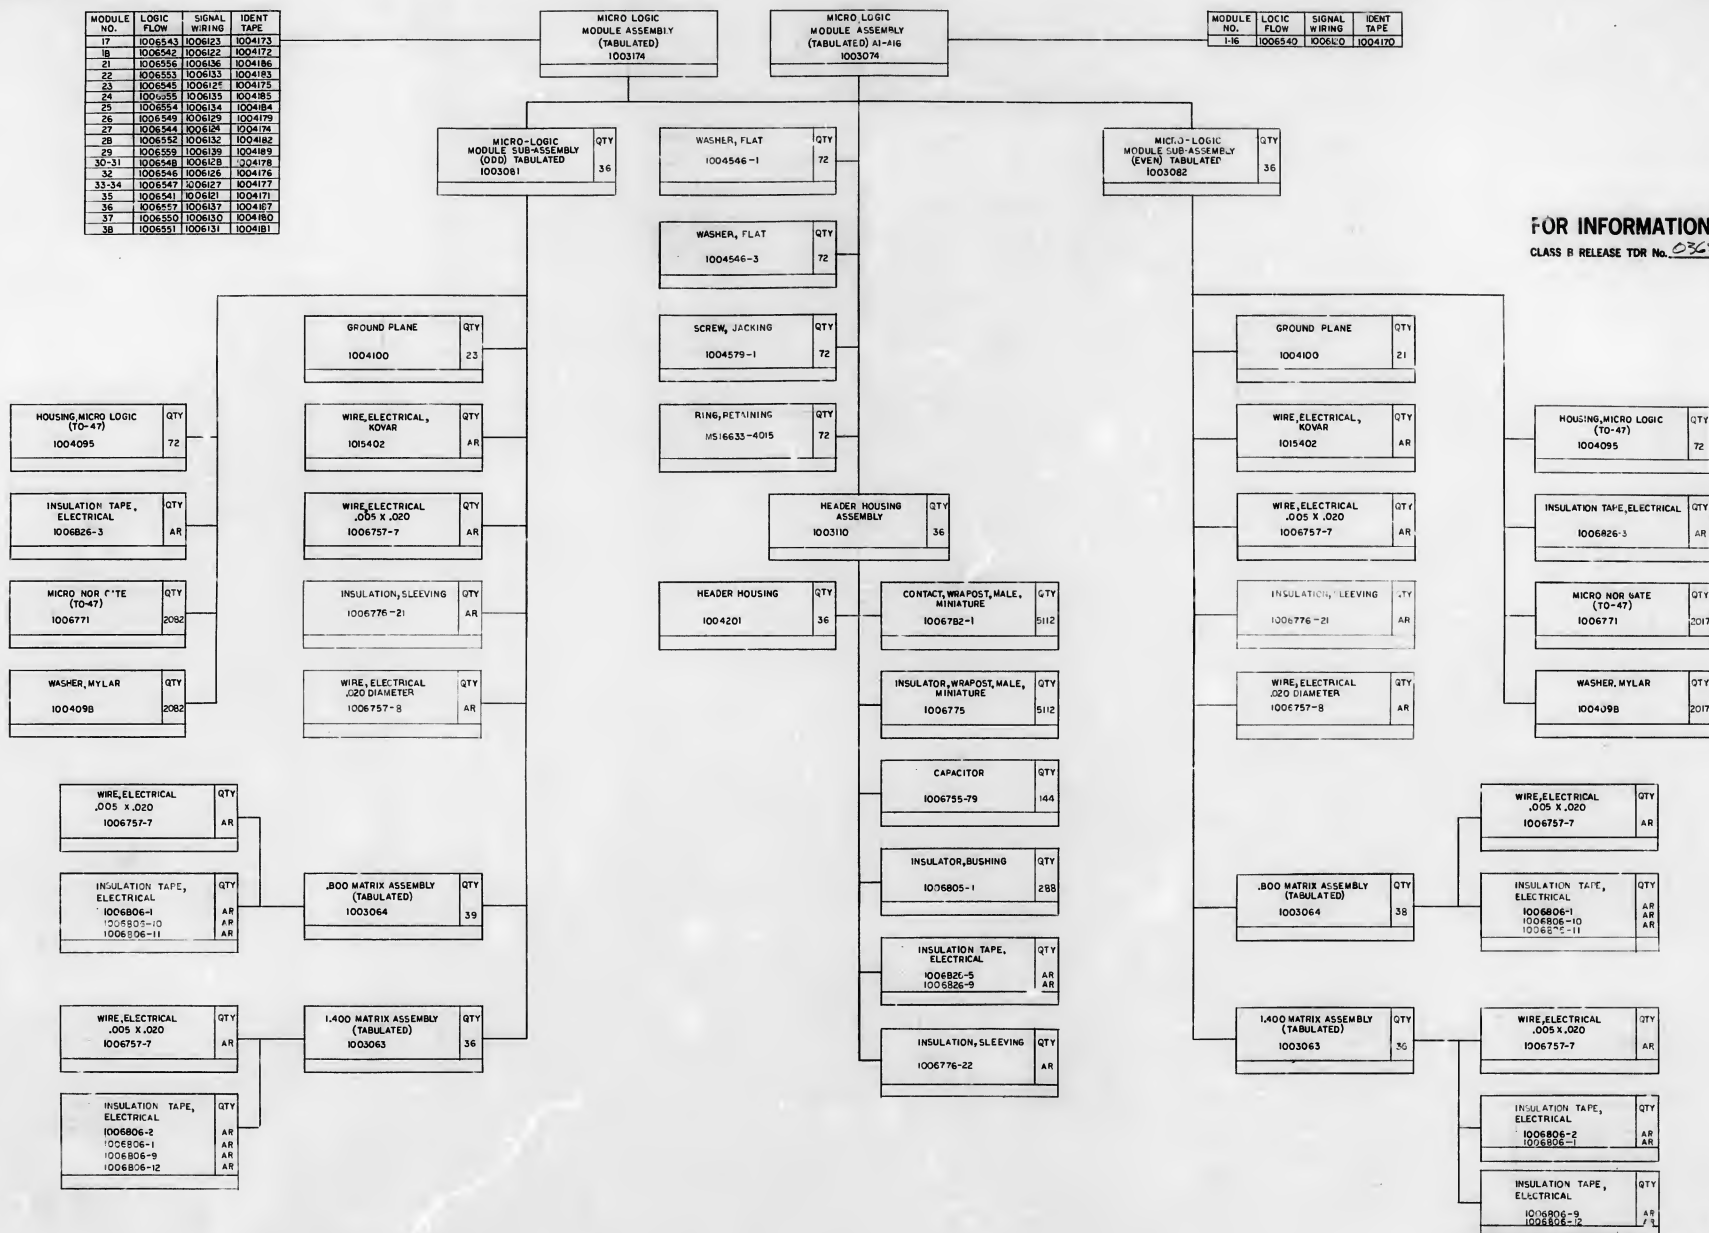 MODULE NO. LOGIC FLOW SIGNAL WIRING IDENT TAPE
17 1006543 1006123 1004173
18 1006542 1006122 1004172
21 1006556 1006136 1004186
22 1006553 1006133 1004183
23 1006545 1004175
24 1006135 1004185
25 1006554 1006134 1004184
26 1006549 1006129 1004179
27 1006544 1006124 1004174
28 1006552 1006132 1004182
29 1006559 1006139 1004189
30-31 1006548 1006128 1004178
32 1006546 1006126 1004176
33-34 1006547 1006127 1004177
35 1006541 1006121 1004171
36 1006557 1006137 1004187
37 1006550 1006130 1004180
38 1006551 1006131 1004181
MICRO LOGIC
MODULE ASSEMBLY
(TABULATED)
1003174
MICRO LOGIC
MODULE ASSEMBLY
(TABULATED) A1-A16
1003074
MODULE NO. LOGIC FLOW SIGNAL WIRING IDENT TAPE
1-16 1006540 1004170
FOR INFORMATION
CLASS B RELEASE TDR No.
MICRO-LOGIC
MODULE SUB-ASSEMBLY
(ODD) TABULATED
1003081
QTY
36
WASHER, FLAT
1004546-1
QTY
72
WASHER, FLAT
1004546-3
QTY
72
SCREW, JACKING
1004579-1
QTY
72
RING, RETAINING
MS16633-4015
QTY
72
MICRO-LOGIC
MODULE SUB-ASSEMBLY
(EVEN) TABULATED
1003082
QTY
36
HOUSING, MICRO LOGIC
(TO-47)
1004095
QTY
72
INSULATION TAPE,
ELECTRICAL
1006826-3
QTY
AR
MICRO NOR GATE
(TO-47)
1006771
QTY
2082
WASHER, MYLAR
1004098
QTY
2082
GROUND PLANE
1004100
QTY
23
WIRE, ELECTRICAL,
KOVAR
1015402
QTY
AR
WIRE, ELECTRICAL
.005 X .020
1006757-7
QTY
AR
INSULATION, SLEEVING
1006776-21
QTY
AR
WIRE, ELECTRICAL
.020 DIAMETER
1006757-8
QTY
AR
WIRE, ELECTRICAL
.005 X .020
1006757-7
QTY
AR
INSULATION TAPE,
ELECTRICAL
1006806-1 AR
1006806-10 AR
1006806-11 AR
QTY
.800 MATRIX ASSEMBLY
(TABULATED)
1003064
QTY
39
WIRE, ELECTRICAL
.005 X .020
1006757-7
QTY
AR
INSULATION TAPE,
ELECTRICAL
1006806-2 AR
1006806-1 AR
1006806-9 AR
1006806-12 AR
QTY
1.400 MATRIX ASSEMBLY
(TABULATED)
1003063
QTY
36
HEADER HOUSING
ASSEMBLY
1003110
QTY
36
HEADER HOUSING
1004201
QTY
36
CONTACT, WRAPOST, MALE,
MINIATURE
1006782-1
QTY
5112
INSULATOR, WRAPOST, MALE,
MINIATURE
1006775
QTY
5112
CAPACITOR
1006755-79
QTY
144
INSULATOR, BUSHING
1006805-1
QTY
288
INSULATION TAPE,
ELECTRICAL
1006826-5 AR
1006826-9 AR
QTY
INSULATION, SLEEVING
1006776-22
QTY
AR
GROUND PLANE
1004100
QTY
21
WIRE, ELECTRICAL,
KOVAR
1015402
QTY
AR
WIRE, ELECTRICAL
.005 X .020
1006757-7
QTY
AR
INSULATION, SLEEVING
1006776-21
QTY
AR
WIRE, ELECTRICAL
.020 DIAMETER
1006757-8
QTY
AR
HOUSING, MICRO LOGIC
(TO-47)
1004095
QTY
72
INSULATION TAPE, ELECTRICAL
1006826-3
QTY
AR
MICRO NOR GATE
(TO-47)
1006771
QTY
2017
WASHER, MYLAR
1004098
QTY
2017
.800 MATRIX ASSEMBLY
(TABULATED)
1003064
QTY
38
WIRE, ELECTRICAL
.005 X .020
1006757-7
QTY
AR
INSULATION TAPE,
ELECTRICAL
1006806-1 AR
1006806-10 AR
AR
QTY
1.400 MATRIX ASSEMBLY
(TABULATED)
1003063
QTY
36
WIRE, ELECTRICAL
.005 X .020
1006757-7
QTY
AR
INSULATION TAPE,
ELECTRICAL
1006806-2 AR
1006806-1 AR
QTY
INSULATION TAPE,
ELECTRICAL
1006806-9 AR
1006806-12
QTY